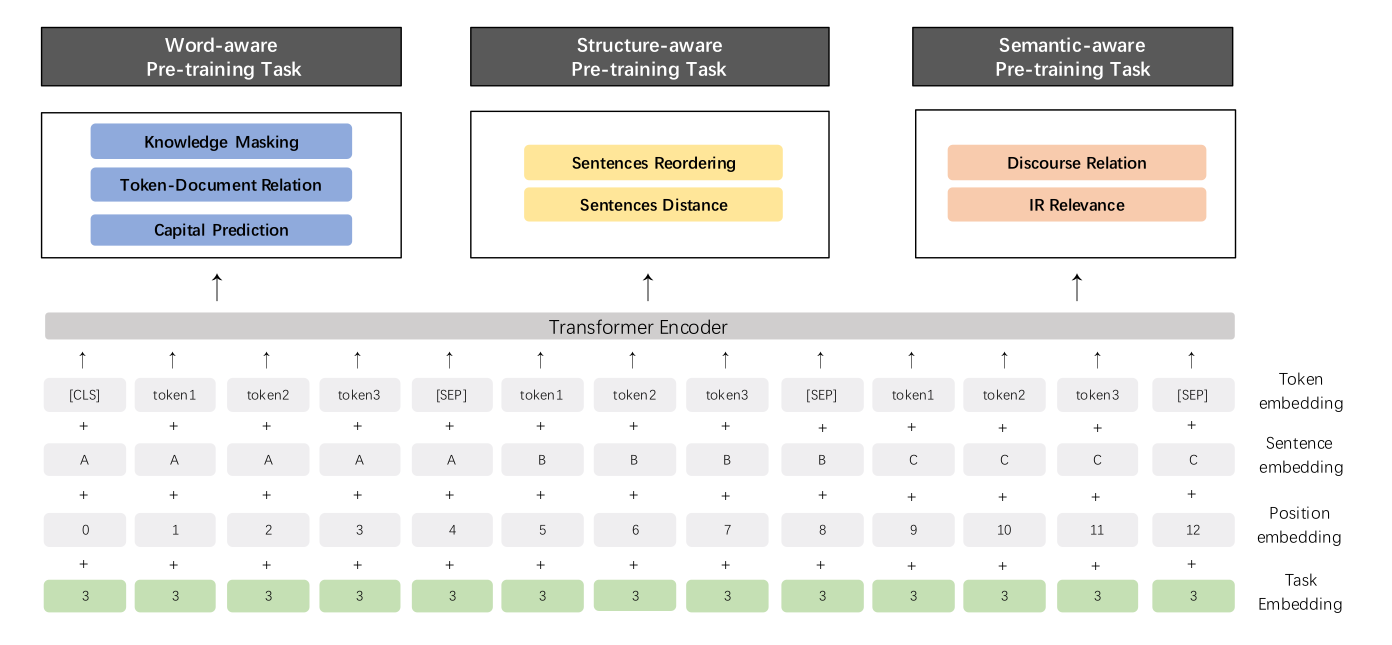 Word-aware
Pre-training Task
Structure-aware
Pre-training Task
Semantic-aware
Pre-training Task
Knowledge Masking
Token-Document Relation
Capital Prediction
Sentences Reordering
Sentences Distance
Discourse Relation
IR Relevance
Transformer Encoder
[CLS] token1 token2 token3 [SEP] token1 token2 token3 [SEP] token1 token2 token3 [SEP]
Token
embedding
+ + + + + + + + + + + + +
A A A A A B B B B C C C C
Sentence
embedding
+ + + + + + + + + + + + +
0 1 2 3 4 5 6 7 8 9 10 11 12
Position
embedding
+ + + + + + + + + + + + +
3 3 3 3 3 3 3 3 3 3 3 3 3
Task
Embedding